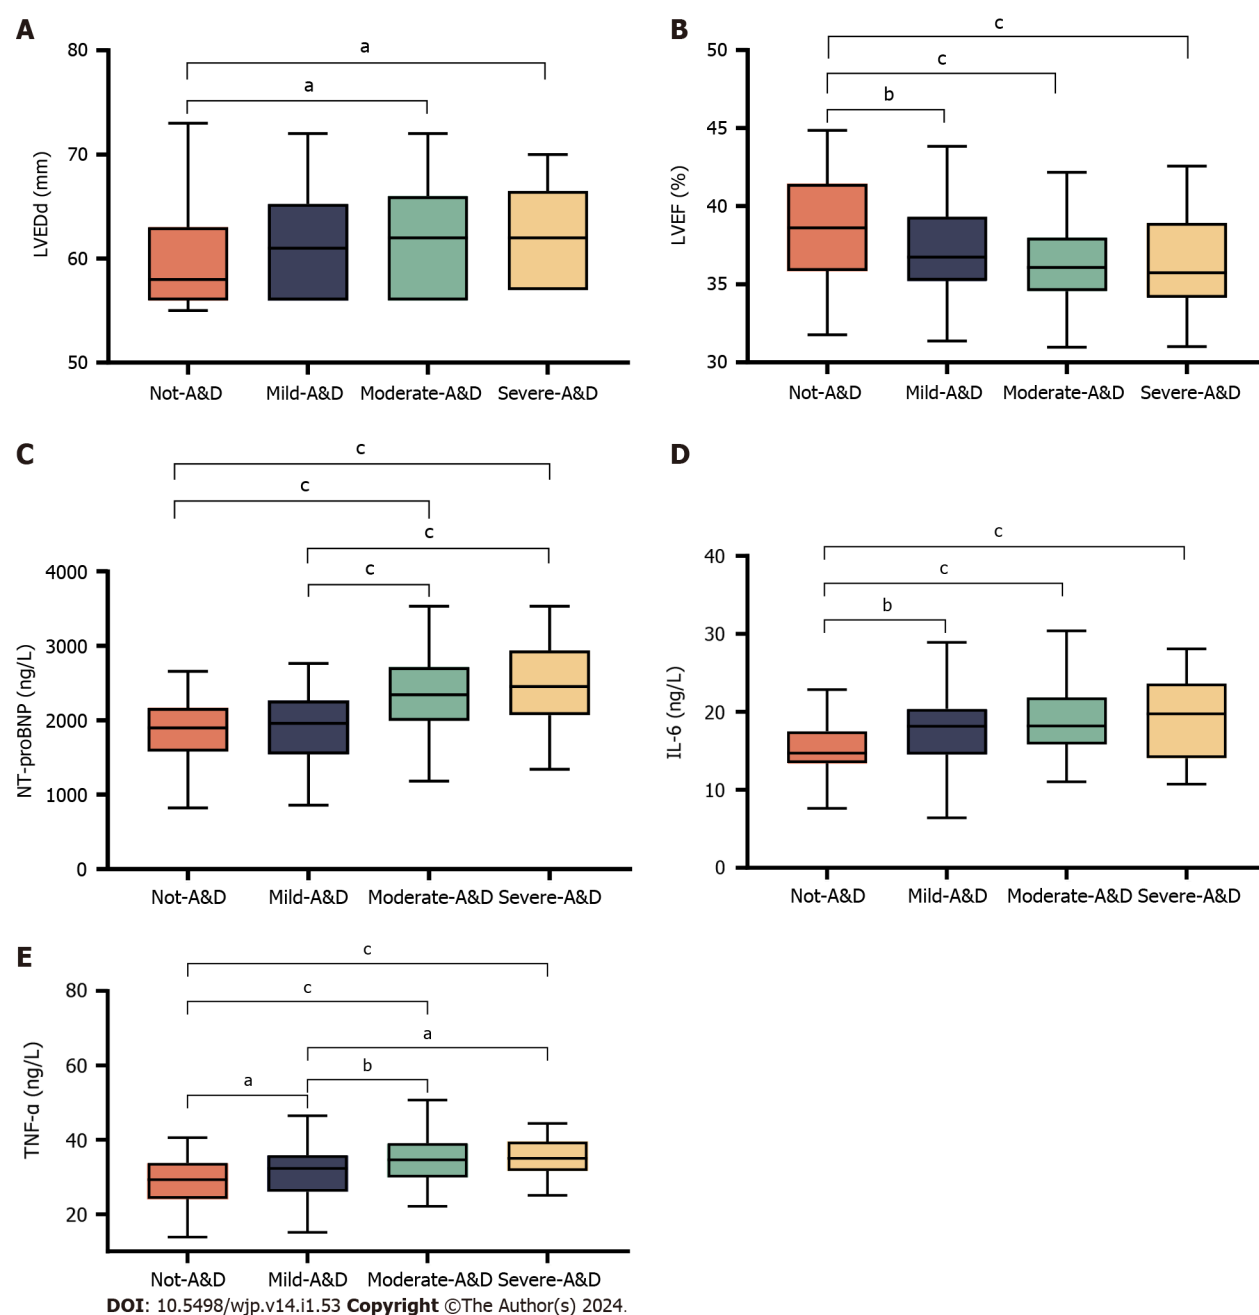 A
80
70
60
50
LVEDd (mm)
a
a
Not-A&D Mild-A&D Moderate-A&D Severe-A&D
B
50
45
40
35
30
LVEF (%)
c
c
b
Not-A&D Mild-A&D Moderate-A&D Severe-A&D
C
4000
3000
2000
1000
0
NT-proBNP (ng/L)
c
c
c
c
Not-A&D Mild-A&D Moderate-A&D Severe-A&D
D
40
30
20
10
0
IL-6 (ng/L)
c
c
b
Not-A&D Mild-A&D Moderate-A&D Severe-A&D
E
80
60
40
20
TNF-α (ng/L)
c
c
a
b
a
Not-A&D Mild-A&D Moderate-A&D Severe-A&D
DOI: 10.5498/wjp.v14.i1.53 Copyright ©The Author(s) 2024.